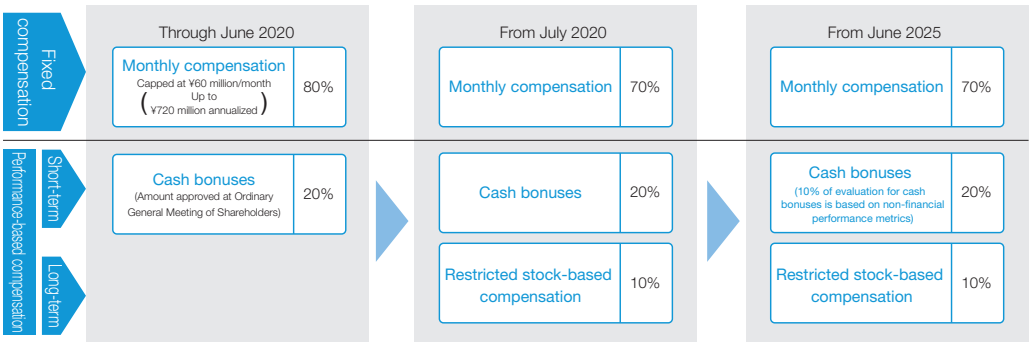 Fixed
compensation
Performance-based compensation
Short-term
Long-term
Through June 2020
Monthly compensation
Capped at ¥60 million/month
Up to
¥720 million annualized
80%
Cash bonuses
(Amount approved at Ordinary
General Meeting of Shareholders)
20%
From July 2020
Monthly compensation
70%
Cash bonuses
20%
Restricted stock-based
compensation
10%
From June 2025
Monthly compensation
70%
Cash bonuses
(10% of evaluation for cash
bonuses is based on non-financial
performance metrics)
20%
Restricted stock-based
compensation
10%